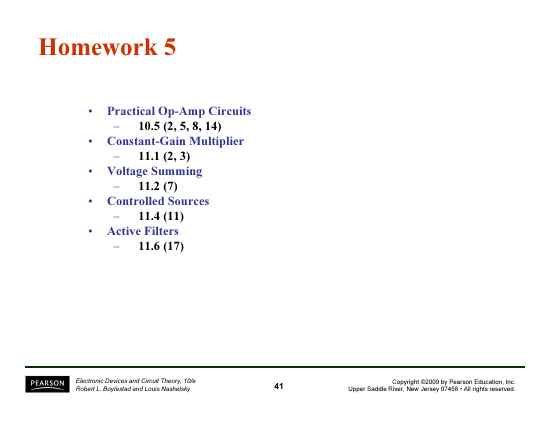 Homework 5
• Practical Op-Amp Circuits
– 10.5 (2, 5, 8, 14)
• Constant-Gain Multiplier
– 11.1 (2, 3)
• Voltage Summing
– 11.2 (7)
• Controlled Sources
– 11.4 (11)
• Active Filters
– 11.6 (17)
PEARSON
Electronic Devices and Circuit Theory, 10/e
Robert L. Boylestad and Louis Nashelsky
41
Copyright ©2009 by Pearson Education, Inc.
Upper Saddle River, New Jersey 07458 • All rights reserved.